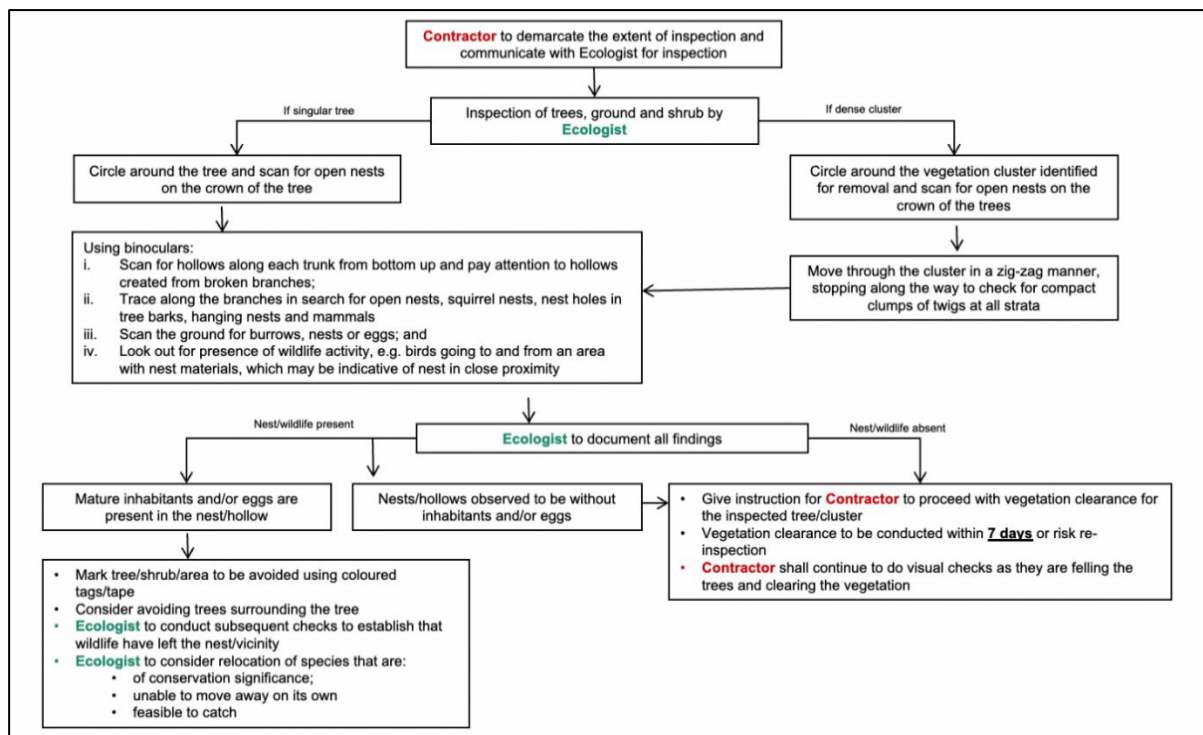 Contractor to demarcate the extent of inspection and
communicate with Ecologist for inspection
If singular tree
Inspection of trees, ground and shrub by
Ecologist
If dense cluster
Circle around the tree and scan for open nests
on the crown of the tree
Circle around the vegetation cluster identified
for removal and scan for open nests on the
crown of the trees
Using binoculars:
i. Scan for hollows along each trunk from bottom up and pay attention to hollows
created from broken branches;
ii. Trace along the branches in search for open nests, squirrel nests, nest holes in
tree barks, hanging nests and mammals
iii. Scan the ground for burrows, nests or eggs; and
iv. Look out for presence of wildlife activity, e.g. birds going to and from an area
with nest materials, which may be indicative of nest in close proximity
Move through the cluster in a zig-zag manner,
stopping along the way to check for compact
clumps of twigs at all strata
Nest/wildlife present
Ecologist to document all findings
Nest/wildlife absent
Mature inhabitants and/or eggs are
present in the nest/hollow
Nests/hollows observed to be without
inhabitants and/or eggs
• Give instruction for Contractor to proceed with vegetation clearance for
the inspected tree/cluster
• Vegetation clearance to be conducted within 7 days or risk re-
inspection
• Contractor shall continue to do visual checks as they are felling the
trees and clearing the vegetation
• Mark tree/shrub/area to be avoided using coloured
tags/tape
• Consider avoiding trees surrounding the tree
• Ecologist to conduct subsequent checks to establish that
wildlife have left the nest/vicinity
• Ecologist to consider relocation of species that are:
• of conservation significance;
• unable to move away on its own
• feasible to catch